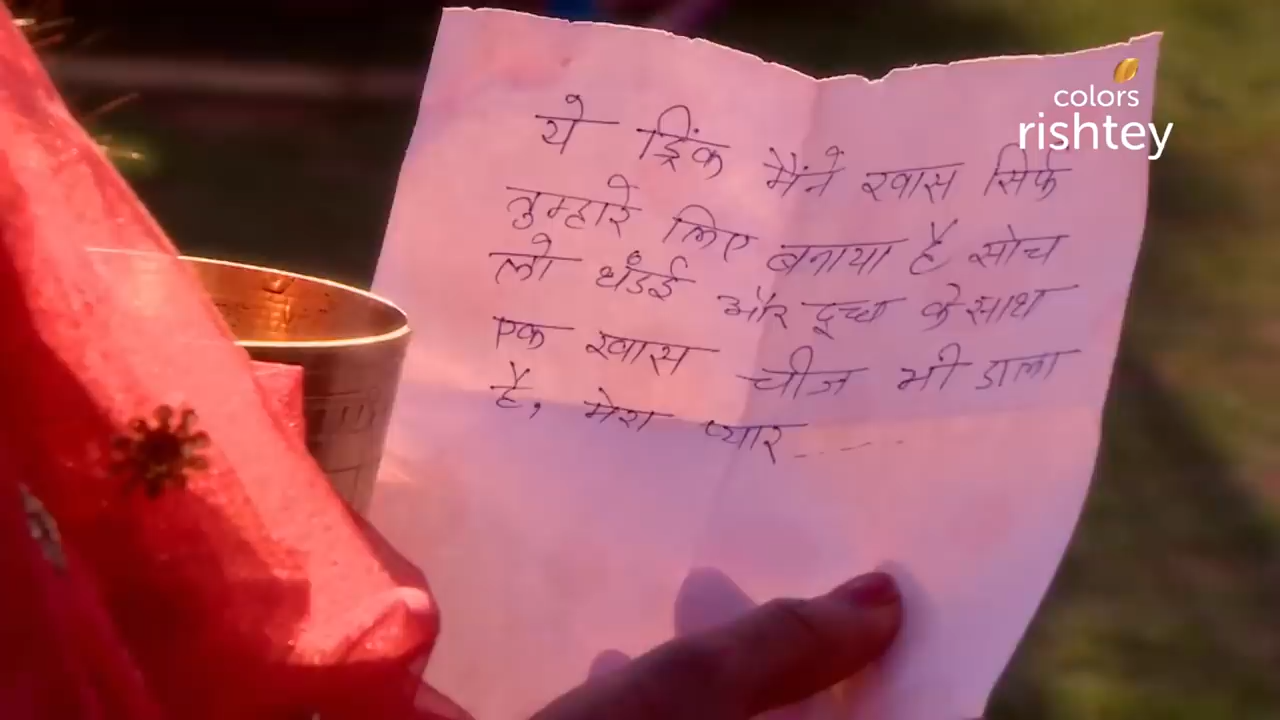 colors
rishtey
ये ड्रिंक मैंने खास सिर्फ
तुम्हारे लिए बनाया है सोच
लो थंडई और दूध के साथ
एक खास चीज भी डाला
है, मेरा प्यार.....